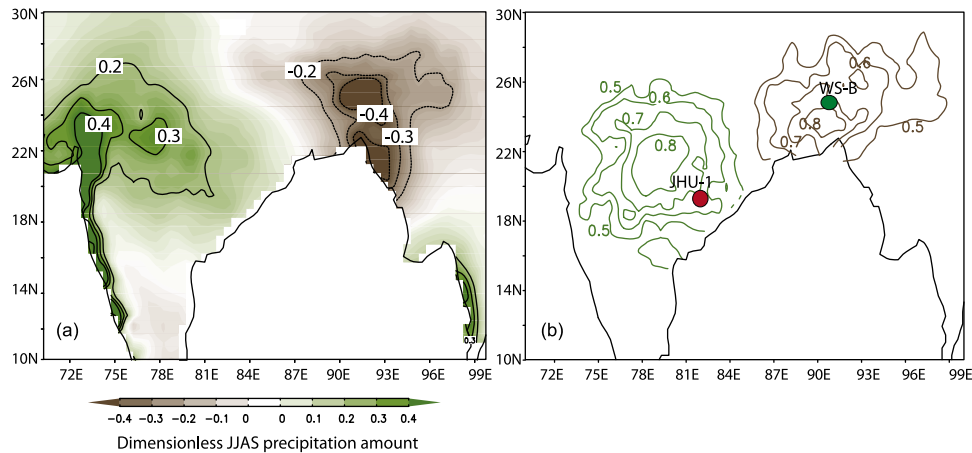 30N
26N
22N
18N
14N
10N
0.2
0.4
0.3
-0.2
-0.4
-0.3
0.3
(a)
72E 75E 78E 81E 84E 87E 90E 93E 96E 99E
-0.4 -0.3 -0.2 -0.1 0 0 0.1 0.2 0.3 0.4
Dimensionless JJAS precipitation amount
30N
26N
22N
18N
14N
10N
0.5
0.6
0.7
0.8
JHU-1
0.5
0.6
WS-B
0.8
0.7
0.5
(b)
72E 75E 78E 81E 84E 87E 90E 93E 96E 99E